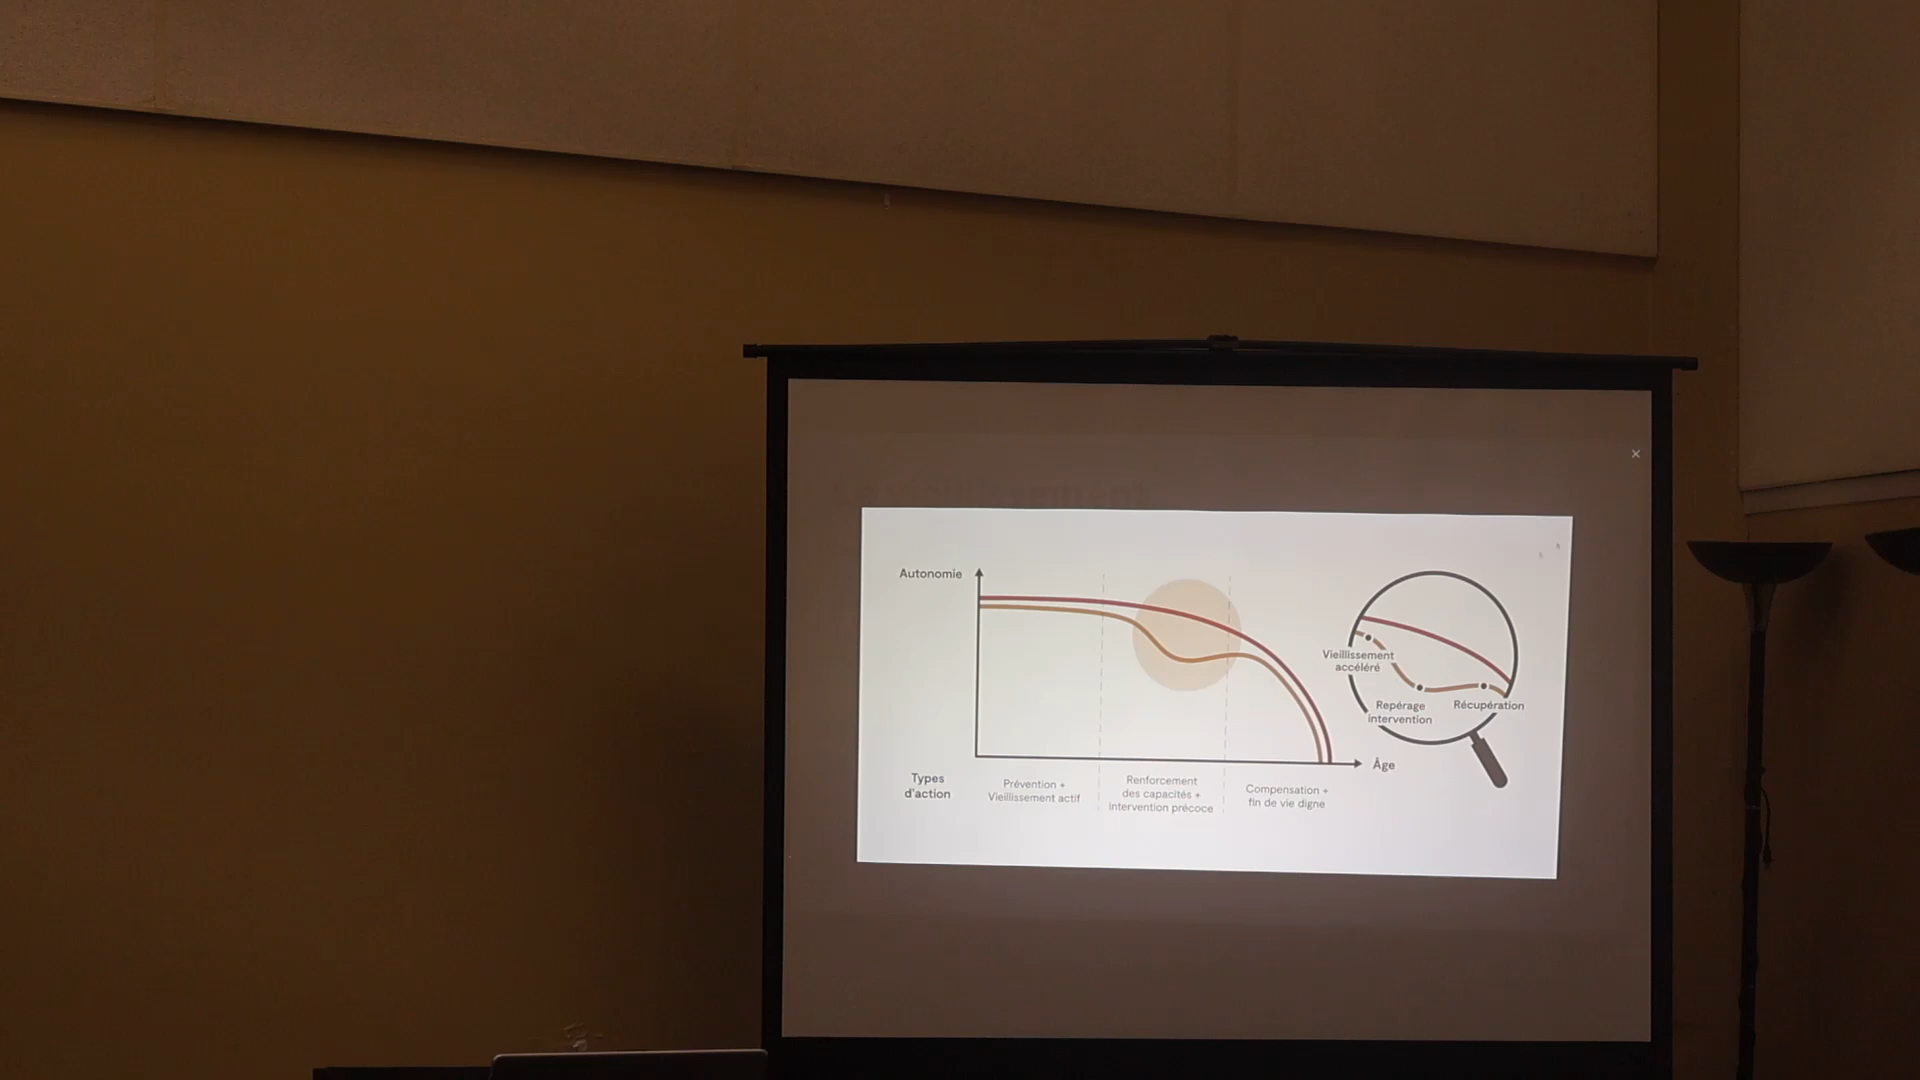 Autonomie
Vieillissement
accéléré
Repérage
intervention
Récupération
Âge
Types
d'action
Prévention +
Vieillissement actif
Renforcement
des capacités +
intervention précoce
Compensation +
fin de vie digne